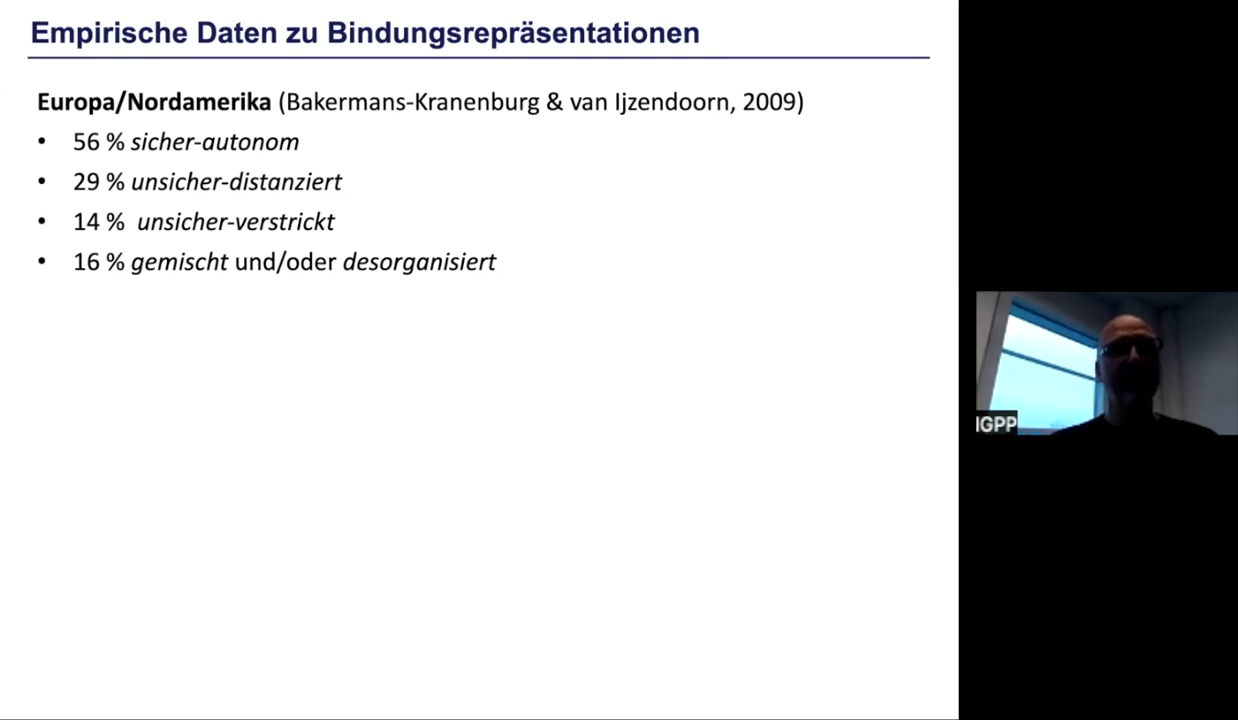 Empirische Daten zu Bindungsrepräsentationen
Europa/Nordamerika (Bakermans-Kranenburg & van Ijzendoorn, 2009)
• 56 % sicher-autonom
• 29 % unsicher-distanziert
• 14 % unsicher-verstrickt
• 16 % gemischt und/oder desorganisiert
IGPP